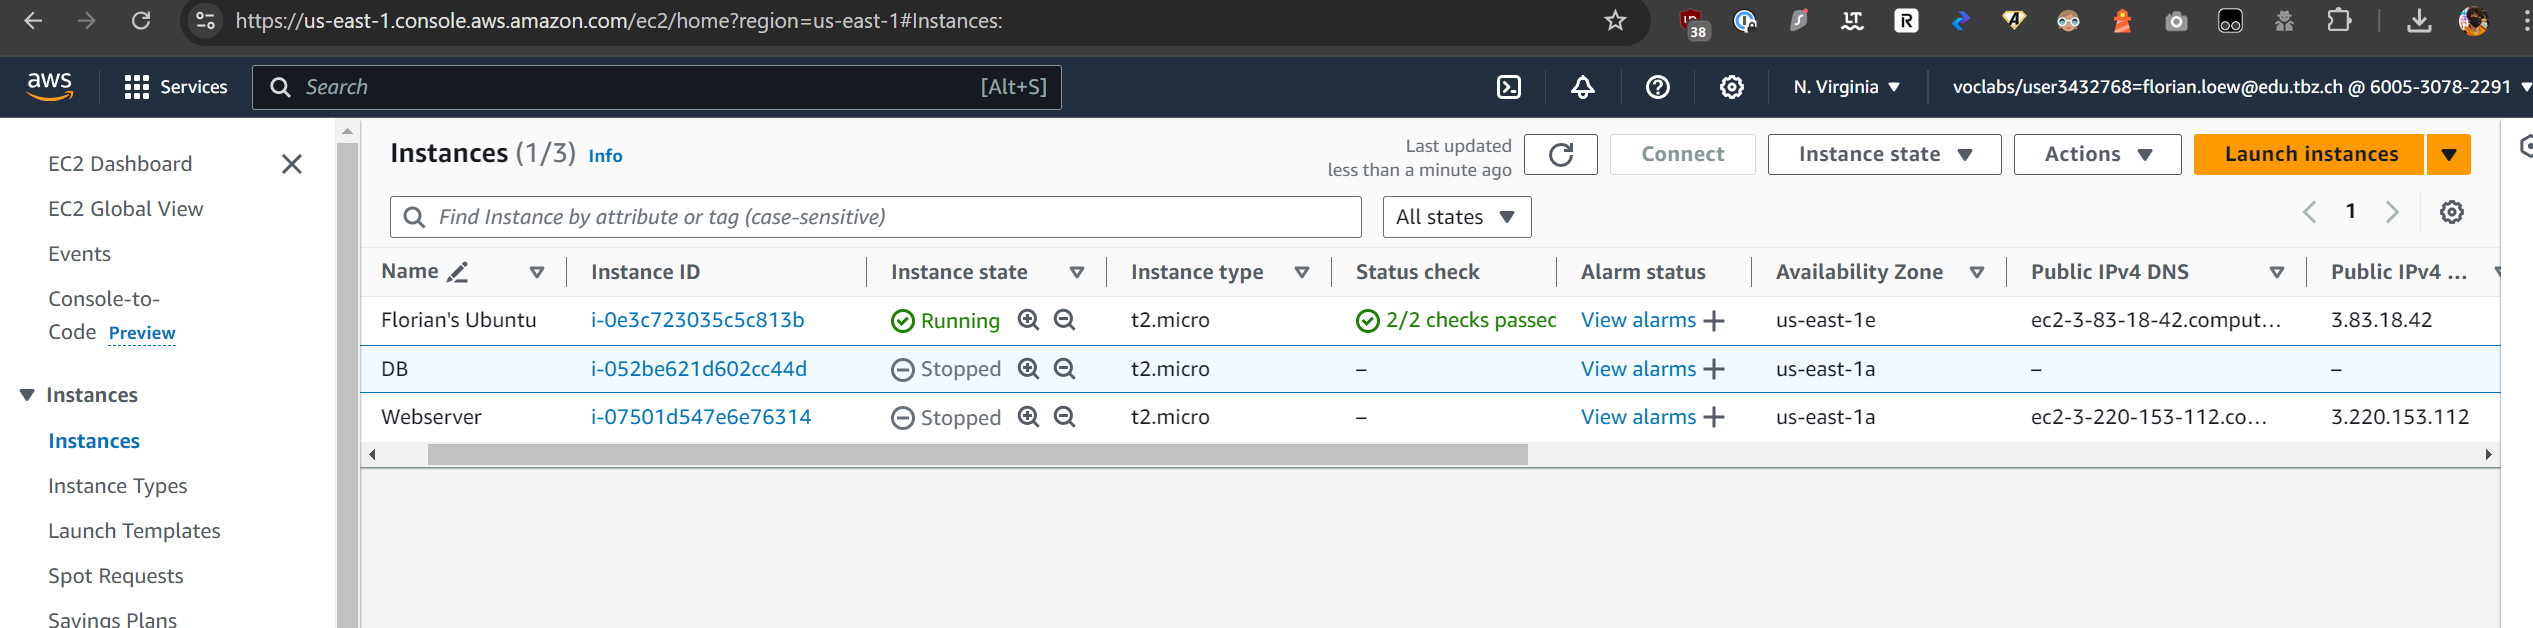 https://us-east-1.console.aws.amazon.com/ec2/home?region=us-east-1#Instances:
38
aws
Services
Search
[Alt+S]
N. Virginia
voclabs/user3432768=florian.loew@edu.tbz.ch @ 6005-3078-2291
EC2 Dashboard
EC2 Global View
Events
Console-to-
Code Preview
Instances
Instances
Instance Types
Launch Templates
Spot Requests
Savings Plans
Instances (1/3) Info
Last updated
less than a minute ago
Connect
Instance state
Actions
Launch instances
Find Instance by attribute or tag (case-sensitive)
All states
1
Name Instance ID Instance state Instance type Status check Alarm status Availability Zone Public IPv4 DNS Public IPv4 ...
Florian's Ubuntu i-0e3c723035c5c813b Running t2.micro 2/2 checks passed View alarms + us-east-1e ec2-3-83-18-42.comput... 3.83.18.42
DB i-052be621d602cc44d Stopped t2.micro – View alarms + us-east-1a – –
Webserver i-07501d547e6e76314 Stopped t2.micro – View alarms + us-east-1a ec2-3-220-153-112.co... 3.220.153.112